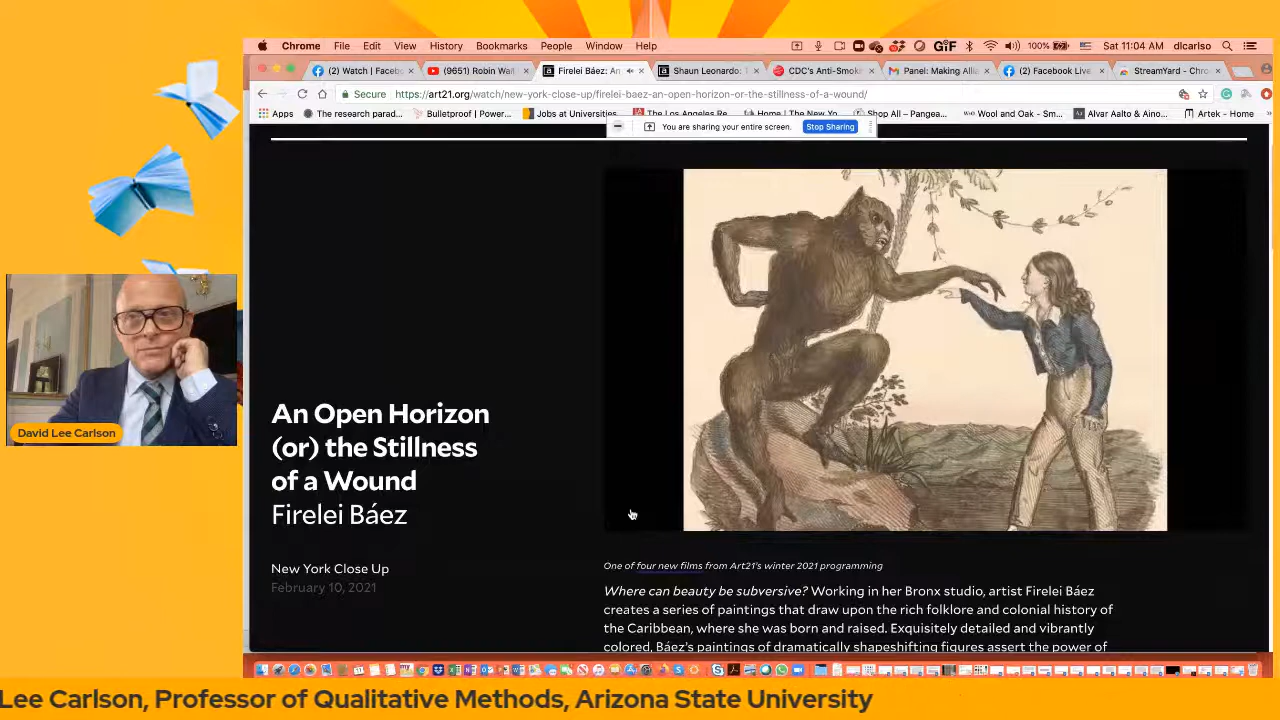 Chrome File Edit View History Bookmarks People Window Help GIF 100% Sat 11:04 AM dlcarlso
(2) Watch | Faceb
(9651) Robin Wall
Firelei Báez: An
Shaun Leonardo:
CDC's Anti-Smoki
Panel: Making Allia
(2) Facebook Live
StreamYard - Chro
Secure https://art21.org/watch/new-york-close-up/firelei-baez-an-open-horizon-or-the-stillness-of-a-wound/
Apps The research parad... Bulletproof | Power... Jobs at Universities The Los Angeles Re Home | The New Yo Shop All – Pangea... Wool and Oak - Sm... Alvar Aalto & Aino... Artek - Home
You are sharing your entire screen. Stop Sharing
David Lee Carlson
An Open Horizon
(or) the Stillness
of a Wound
Firelei Báez
New York Close Up
February 10, 2021
One of four new films from Art21's winter 2021 programming
Where can beauty be subversive? Working in her Bronx studio, artist Firelei Báez
creates a series of paintings that draw upon the rich folklore and colonial history of
the Caribbean, where she was born and raised. Exquisitely detailed and vibrantly
colored, Báez's paintings of dramatically shapeshifting figures assert the power of
Lee Carlson, Professor of Qualitative Methods, Arizona State University